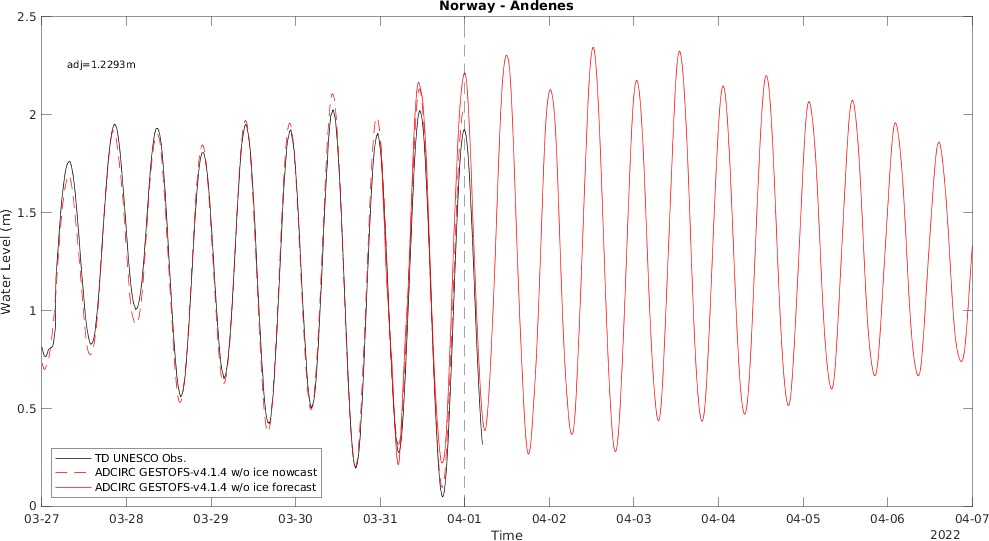 Norway - Andenes
adj=1.2293m
Water Level (m)
2.5
2
1.5
1
0.5
0
TD UNESCO Obs.
ADCIRC GESTOFS-v4.1.4 w/o ice nowcast
ADCIRC GESTOFS-v4.1.4 w/o ice forecast
03-27 03-28 03-29 03-30 03-31 04-01 04-02 04-03 04-04 04-05 04-06 04-07
Time
2022